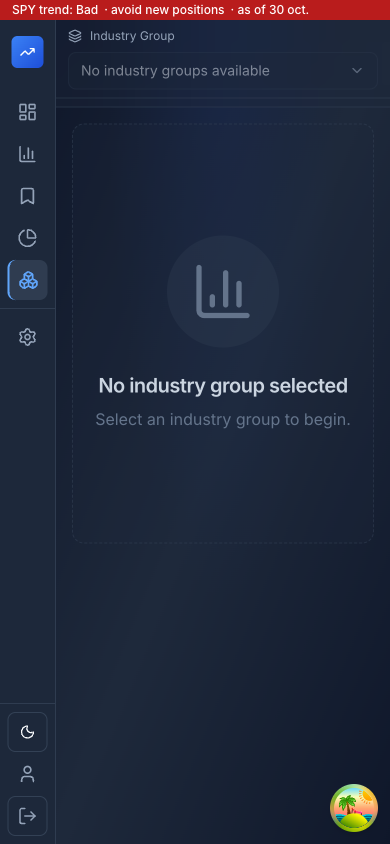 SPY trend: Bad · avoid new positions · as of 30 oct.
Industry Group
No industry groups available
No industry group selected
Select an industry group to begin.